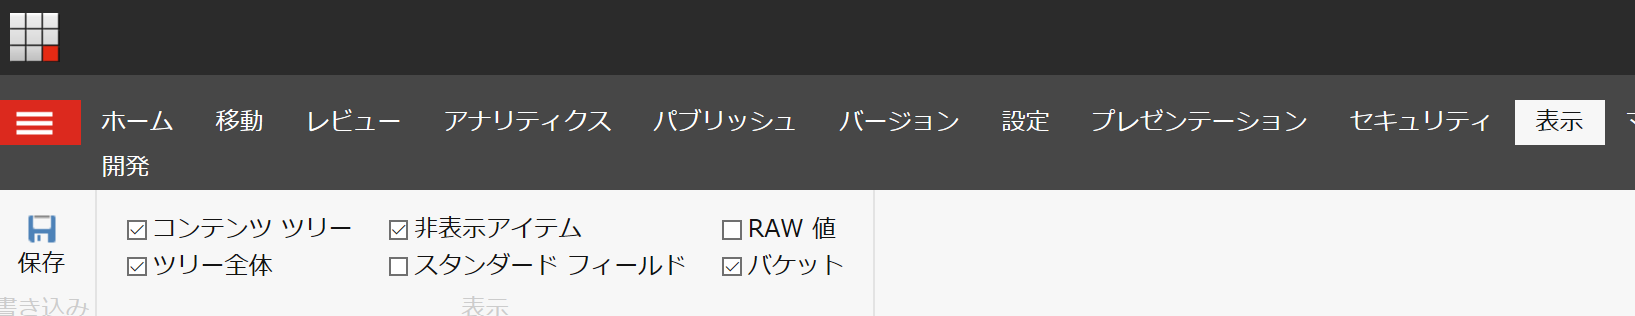 ホーム 移動 レビュー アナリティクス パブリッシュ バージョン 設定 プレゼンテーション セキュリティ 表示
開発
コンテンツ ツリー 非表示アイテム RAW 値
保存 ツリー全体 スタンダード フィールド バケット
書き込み 表示